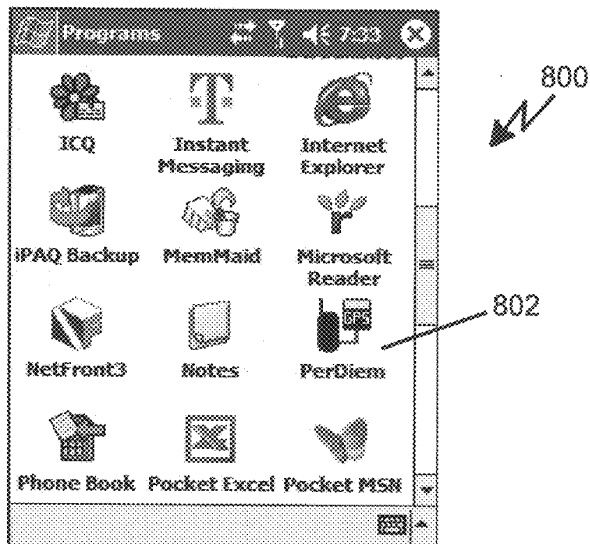 Programs 7:33
800
ICQ Instant Messaging Internet Explorer
iPAQ Backup MemMaid Microsoft Reader
GPS
802
NetFront3 Notes PerDiem
Phone Book Pocket Excel Pocket MSN